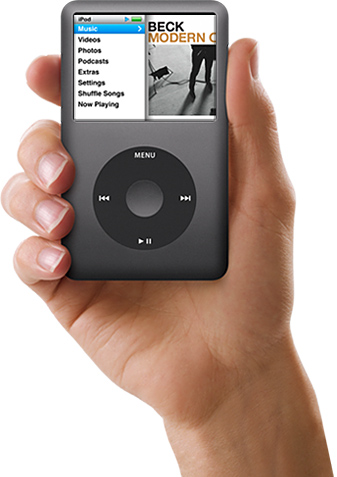 iPod
Music
Videos
Photos
Podcasts
Extras
Settings
Shuffle Songs
Now Playing
BECK
MODERN
MENU